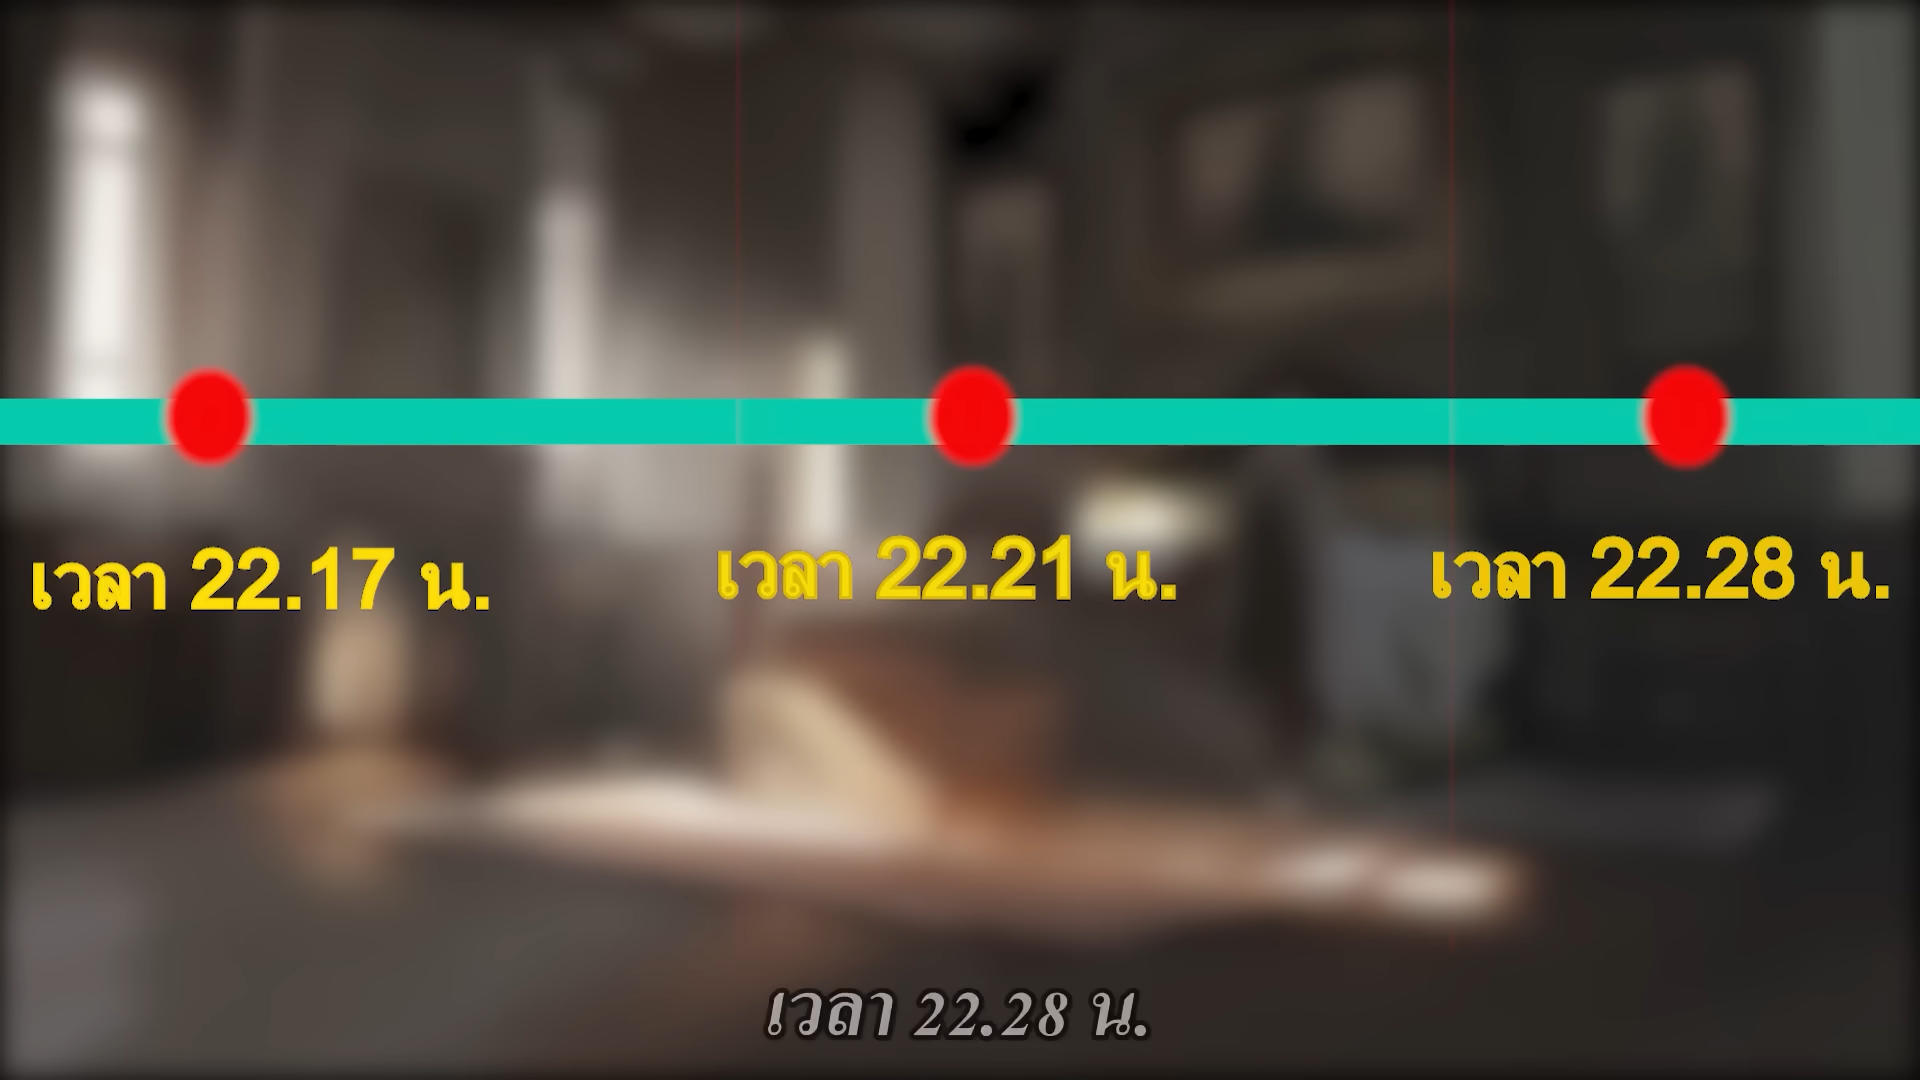 เวลา 22.17 น.
เวลา 22.21 น.
เวลา 22.28 น.
เวลา 22.28 น.